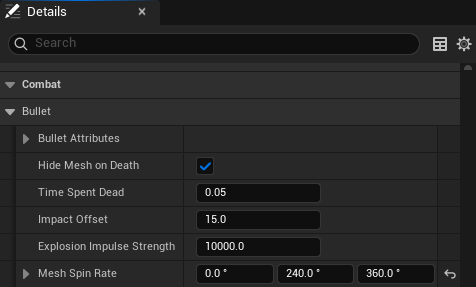 Details
Search
Combat
Bullet
Bullet Attributes
Hide Mesh on Death
Time Spent Dead 0.05
Impact Offset 15.0
Explosion Impulse Strength 10000.0
Mesh Spin Rate 0.0 ° 240.0 ° 360.0 °